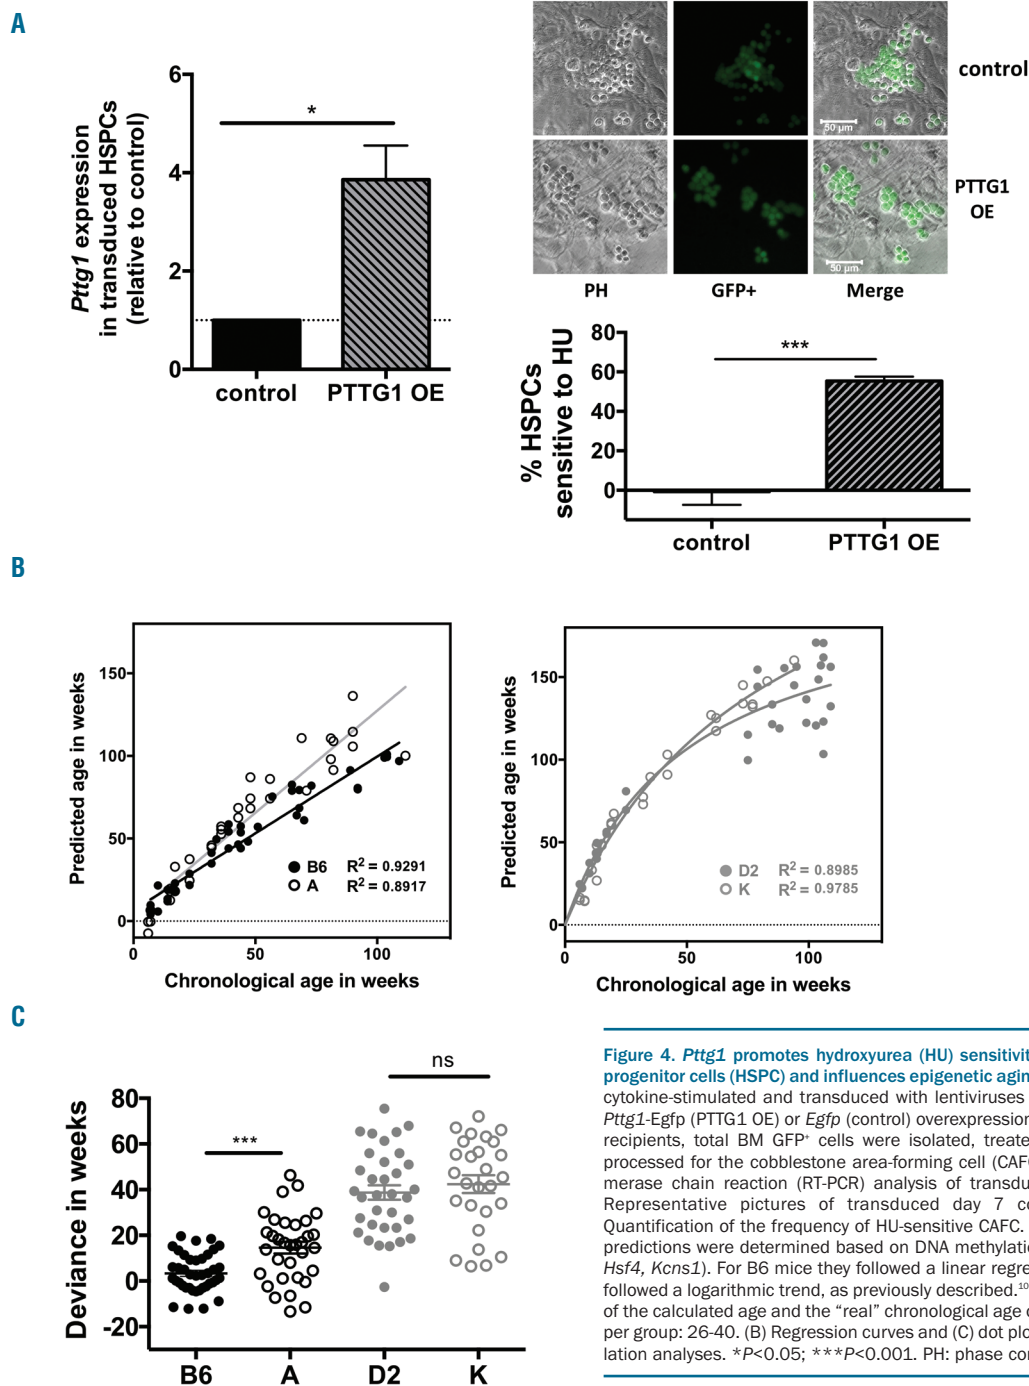 A
6
4
2
0
Pttg1 expression
in transduced HSPCs
(relative to control)
*
control
PTTG1 OE
control
50 µm
PTTG1
OE
50 µm
PH
GFP+
Merge
% HSPCs
sensitive to HU
80
60
40
20
0
***
control
PTTG1 OE
B
Predicted age in weeks
150
100
50
0
B6 R² = 0.9291
A R² = 0.8917
0
50
100
Chronological age in weeks
Predicted age in weeks
150
100
50
0
D2 R² = 0.8985
K R² = 0.9785
0
50
100
Chronological age in weeks
C
Deviance in weeks
80
60
40
20
0
-20
***
ns
B6
A
D2
K
Figure 4. Pttg1 promotes hydroxyurea (HU) sensitivit
progenitor cells (HSPC) and influences epigenetic agin
cytokine-stimulated and transduced with lentiviruses
Pttg1-Egfp (PTTG1 OE) or Egfp (control) overexpression
recipients, total BM GFP⁺ cells were isolated, treate
processed for the cobblestone area-forming cell (CAFC
merase chain reaction (RT-PCR) analysis of transdu
Representative pictures of transduced day 7 co
Quantification of the frequency of HU-sensitive CAFC.
predictions were determined based on DNA methylatio
Hsf4, Kcns1). For B6 mice they followed a linear regre
followed a logarithmic trend, as previously described.¹⁰
of the calculated age and the “real” chronological age o
per group: 26-40. (B) Regression curves and (C) dot plo
lation analyses. *P<0.05; ***P<0.001. PH: phase con